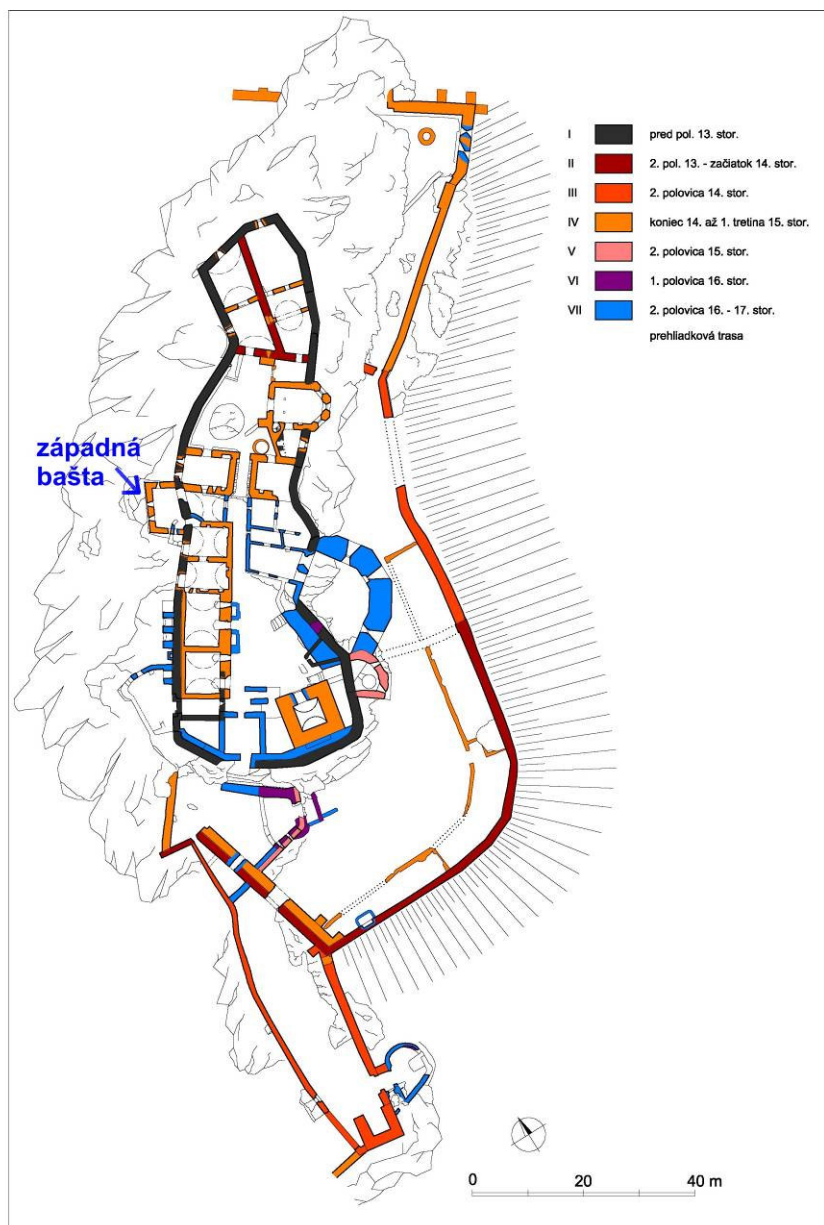 I pred pol. 13. stor.
II 2. pol. 13. - začiatok 14. stor.
III 2. polovica 14. stor.
IV koniec 14. až 1. tretina 15. stor.
V 2. polovica 15. stor.
VI 1. polovica 16. stor.
VII 2. polovica 16. - 17. stor.
prehliadková trasa
západná
bašta
0 20 40 m